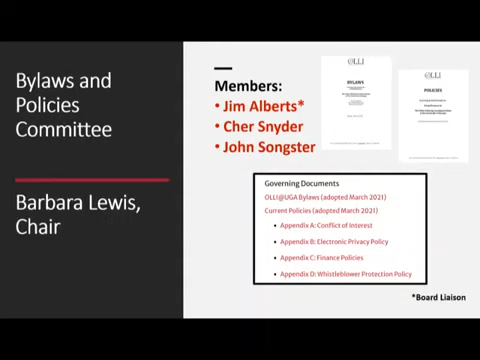 Bylaws and
Policies
Committee
Barbara Lewis,
Chair
Members:
• Jim Alberts*
• Cher Snyder
• John Songster
OLLI
BYLAWS
OLLI
POLICIES
Governing Documents
OLLI@UGA Bylaws (adopted March 2021)
Current Policies (adopted March 2021)
• Appendix A: Conflict of Interest
• Appendix B: Electronic Privacy Policy
• Appendix C: Finance Policies
• Appendix D: Whistleblower Protection Policy
*Board Liaison